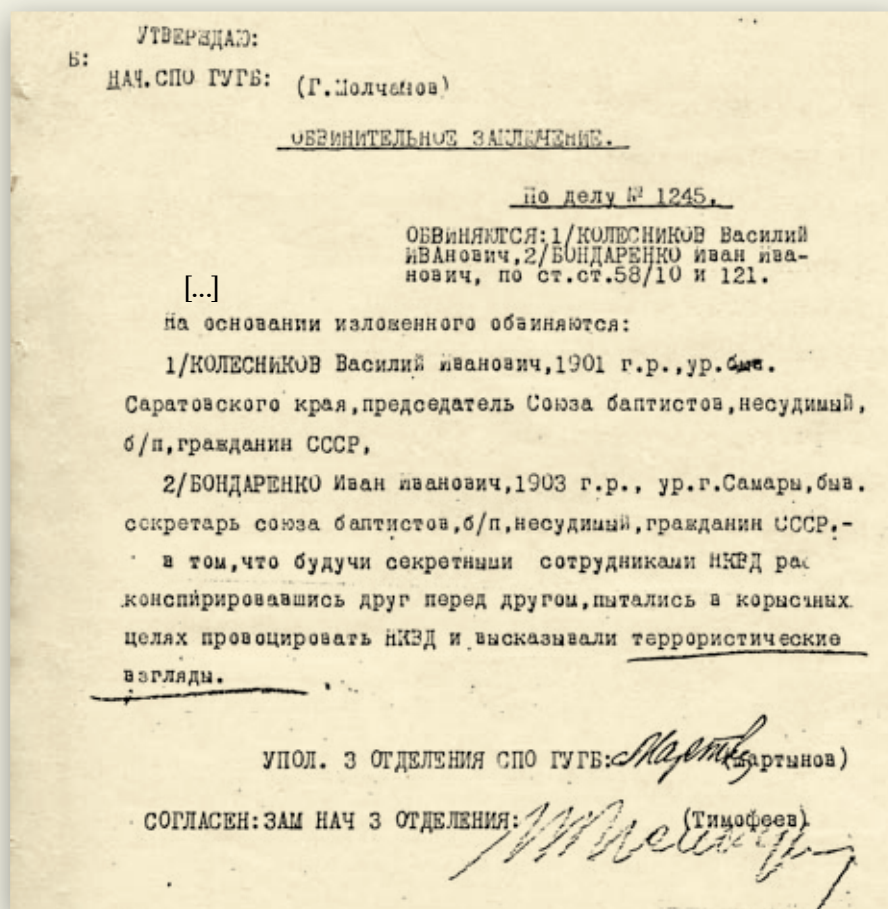 УТВЕРЖДАЮ:
Б:
НАЧ.СПО ГУГБ: (Г.Молчанов)
ОБВИНИТЕЛЬНОЕ ЗАКЛЮЧЕНИЕ.
По делу № 1245.
ОБВИНЯЮТСЯ:1/КОЛЕСНИКОВ Василий
ИВАнович,2/БОНДАРЕНКО Иван Ива-
нович, по ст.ст.58/10 и 121.
[...]
На основании изложенного обвиняются:
1/КОЛЕСНИКОВ Василий Иванович,1901 г.р.,ур.быв.
Саратовского края,председатель Союза баптистов,несудимый,
б/п,гражданин СССР,
2/БОНДАРЕНКО Иван Иванович,1903 г.р., ур.г.Самары,быв.
секретарь союза баптистов,б/п,несудимый,гражданин СССР.-
в том,что будучи секретными сотрудниками НКВД рас
конспирировавшись друг перед другом,пытались в корыстных
целях провоцировать НКВД и высказывали террористические
взгляды.
УПОЛ. 3 ОТДЕЛЕНИЯ СПО ГУГБ: (Мартынов)
СОГЛАСЕН:ЗАМ НАЧ 3 ОТДЕЛЕНИЯ: (Тимофеев)